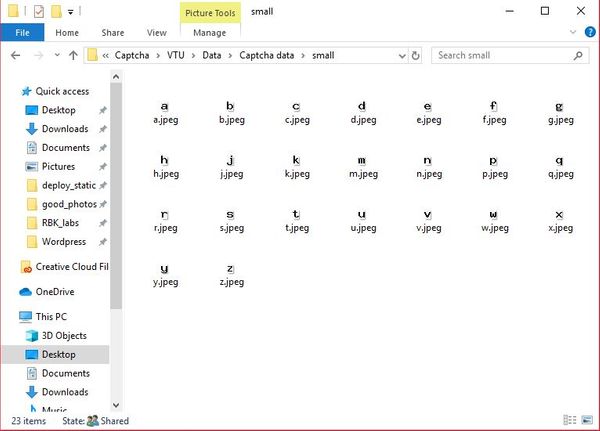 Picture Tools small
File Home Share View Manage
« Captcha > VTU > Data > Captcha data > small
Search small
Quick access
Desktop
Downloads
Documents
Pictures
deploy_static
good_photos
RBK_labs
Wordpress
Creative Cloud Fil
OneDrive
This PC
3D Objects
Desktop
Documents
Downloads
Music
a b c d e f g
a.jpeg b.jpeg c.jpeg d.jpeg e.jpeg f.jpeg g.jpeg
h j k m n p q
h.jpeg j.jpeg k.jpeg m.jpeg n.jpeg p.jpeg q.jpeg
r s t u v w x
r.jpeg s.jpeg t.jpeg u.jpeg v.jpeg w.jpeg x.jpeg
y z
y.jpeg z.jpeg
23 items State: Shared